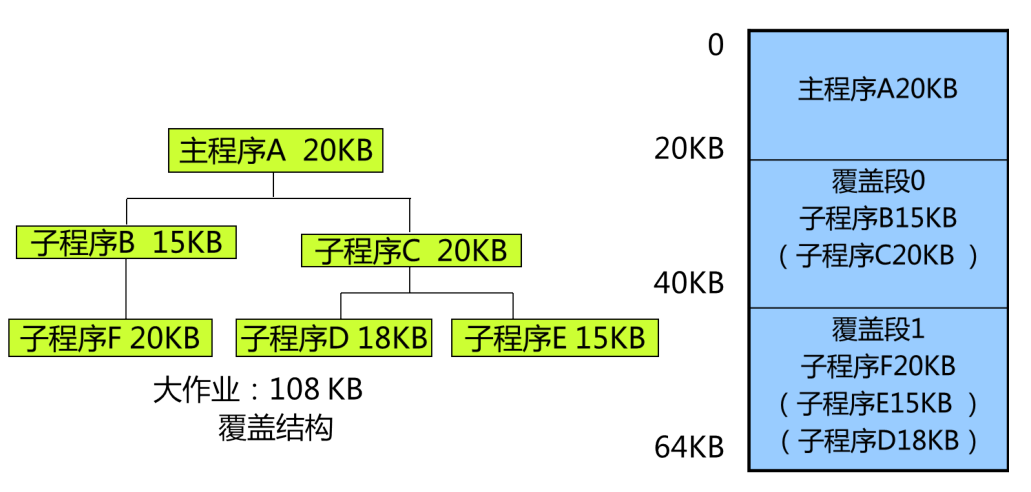 主程序A 20KB
子程序B 15KB
子程序C 20KB
子程序F 20KB
子程序D 18KB
子程序E 15KB
大作业：108 KB
覆盖结构
0
20KB
40KB
64KB
主程序A20KB
覆盖段0
子程序B15KB
（子程序C20KB ）
覆盖段1
子程序F20KB
（子程序E15KB ）
（子程序D18KB）